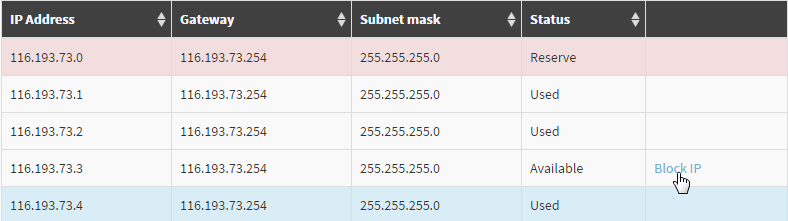 IP Address Gateway Subnet mask Status
116.193.73.0 116.193.73.254 255.255.255.0 Reserve
116.193.73.1 116.193.73.254 255.255.255.0 Used
116.193.73.2 116.193.73.254 255.255.255.0 Used
116.193.73.3 116.193.73.254 255.255.255.0 Available Block IP
116.193.73.4 116.193.73.254 255.255.255.0 Used